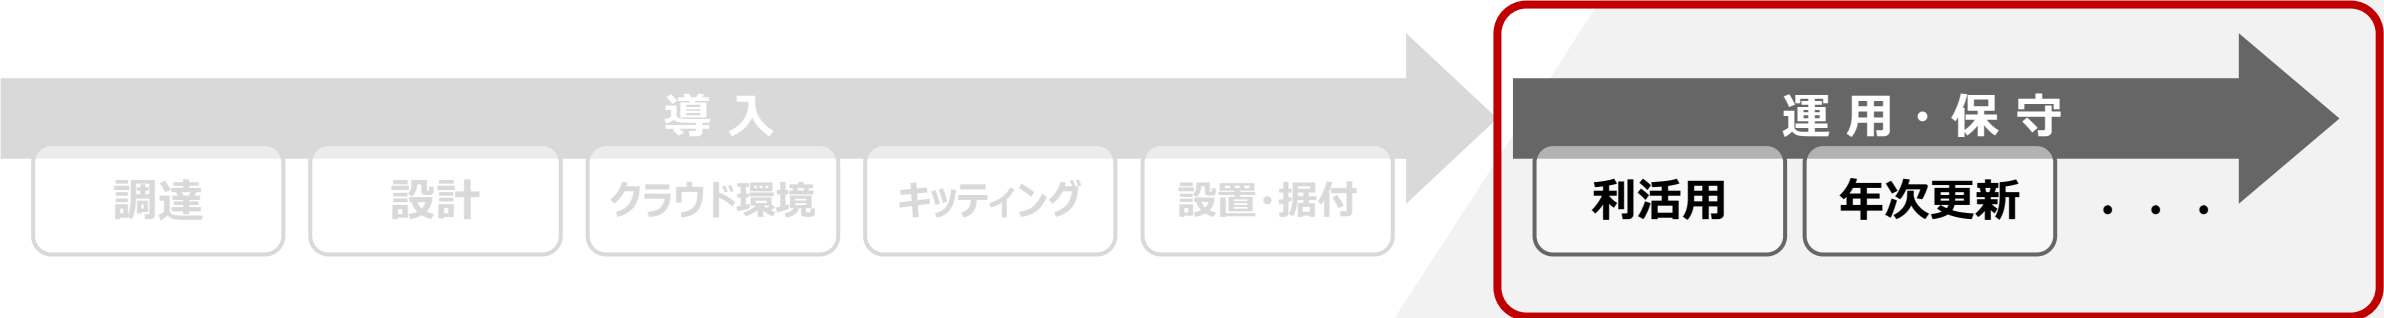 導入
運用・保守
調達
設計
クラウド環境
キッティング
設置・据付
利活用
年次更新
・・・